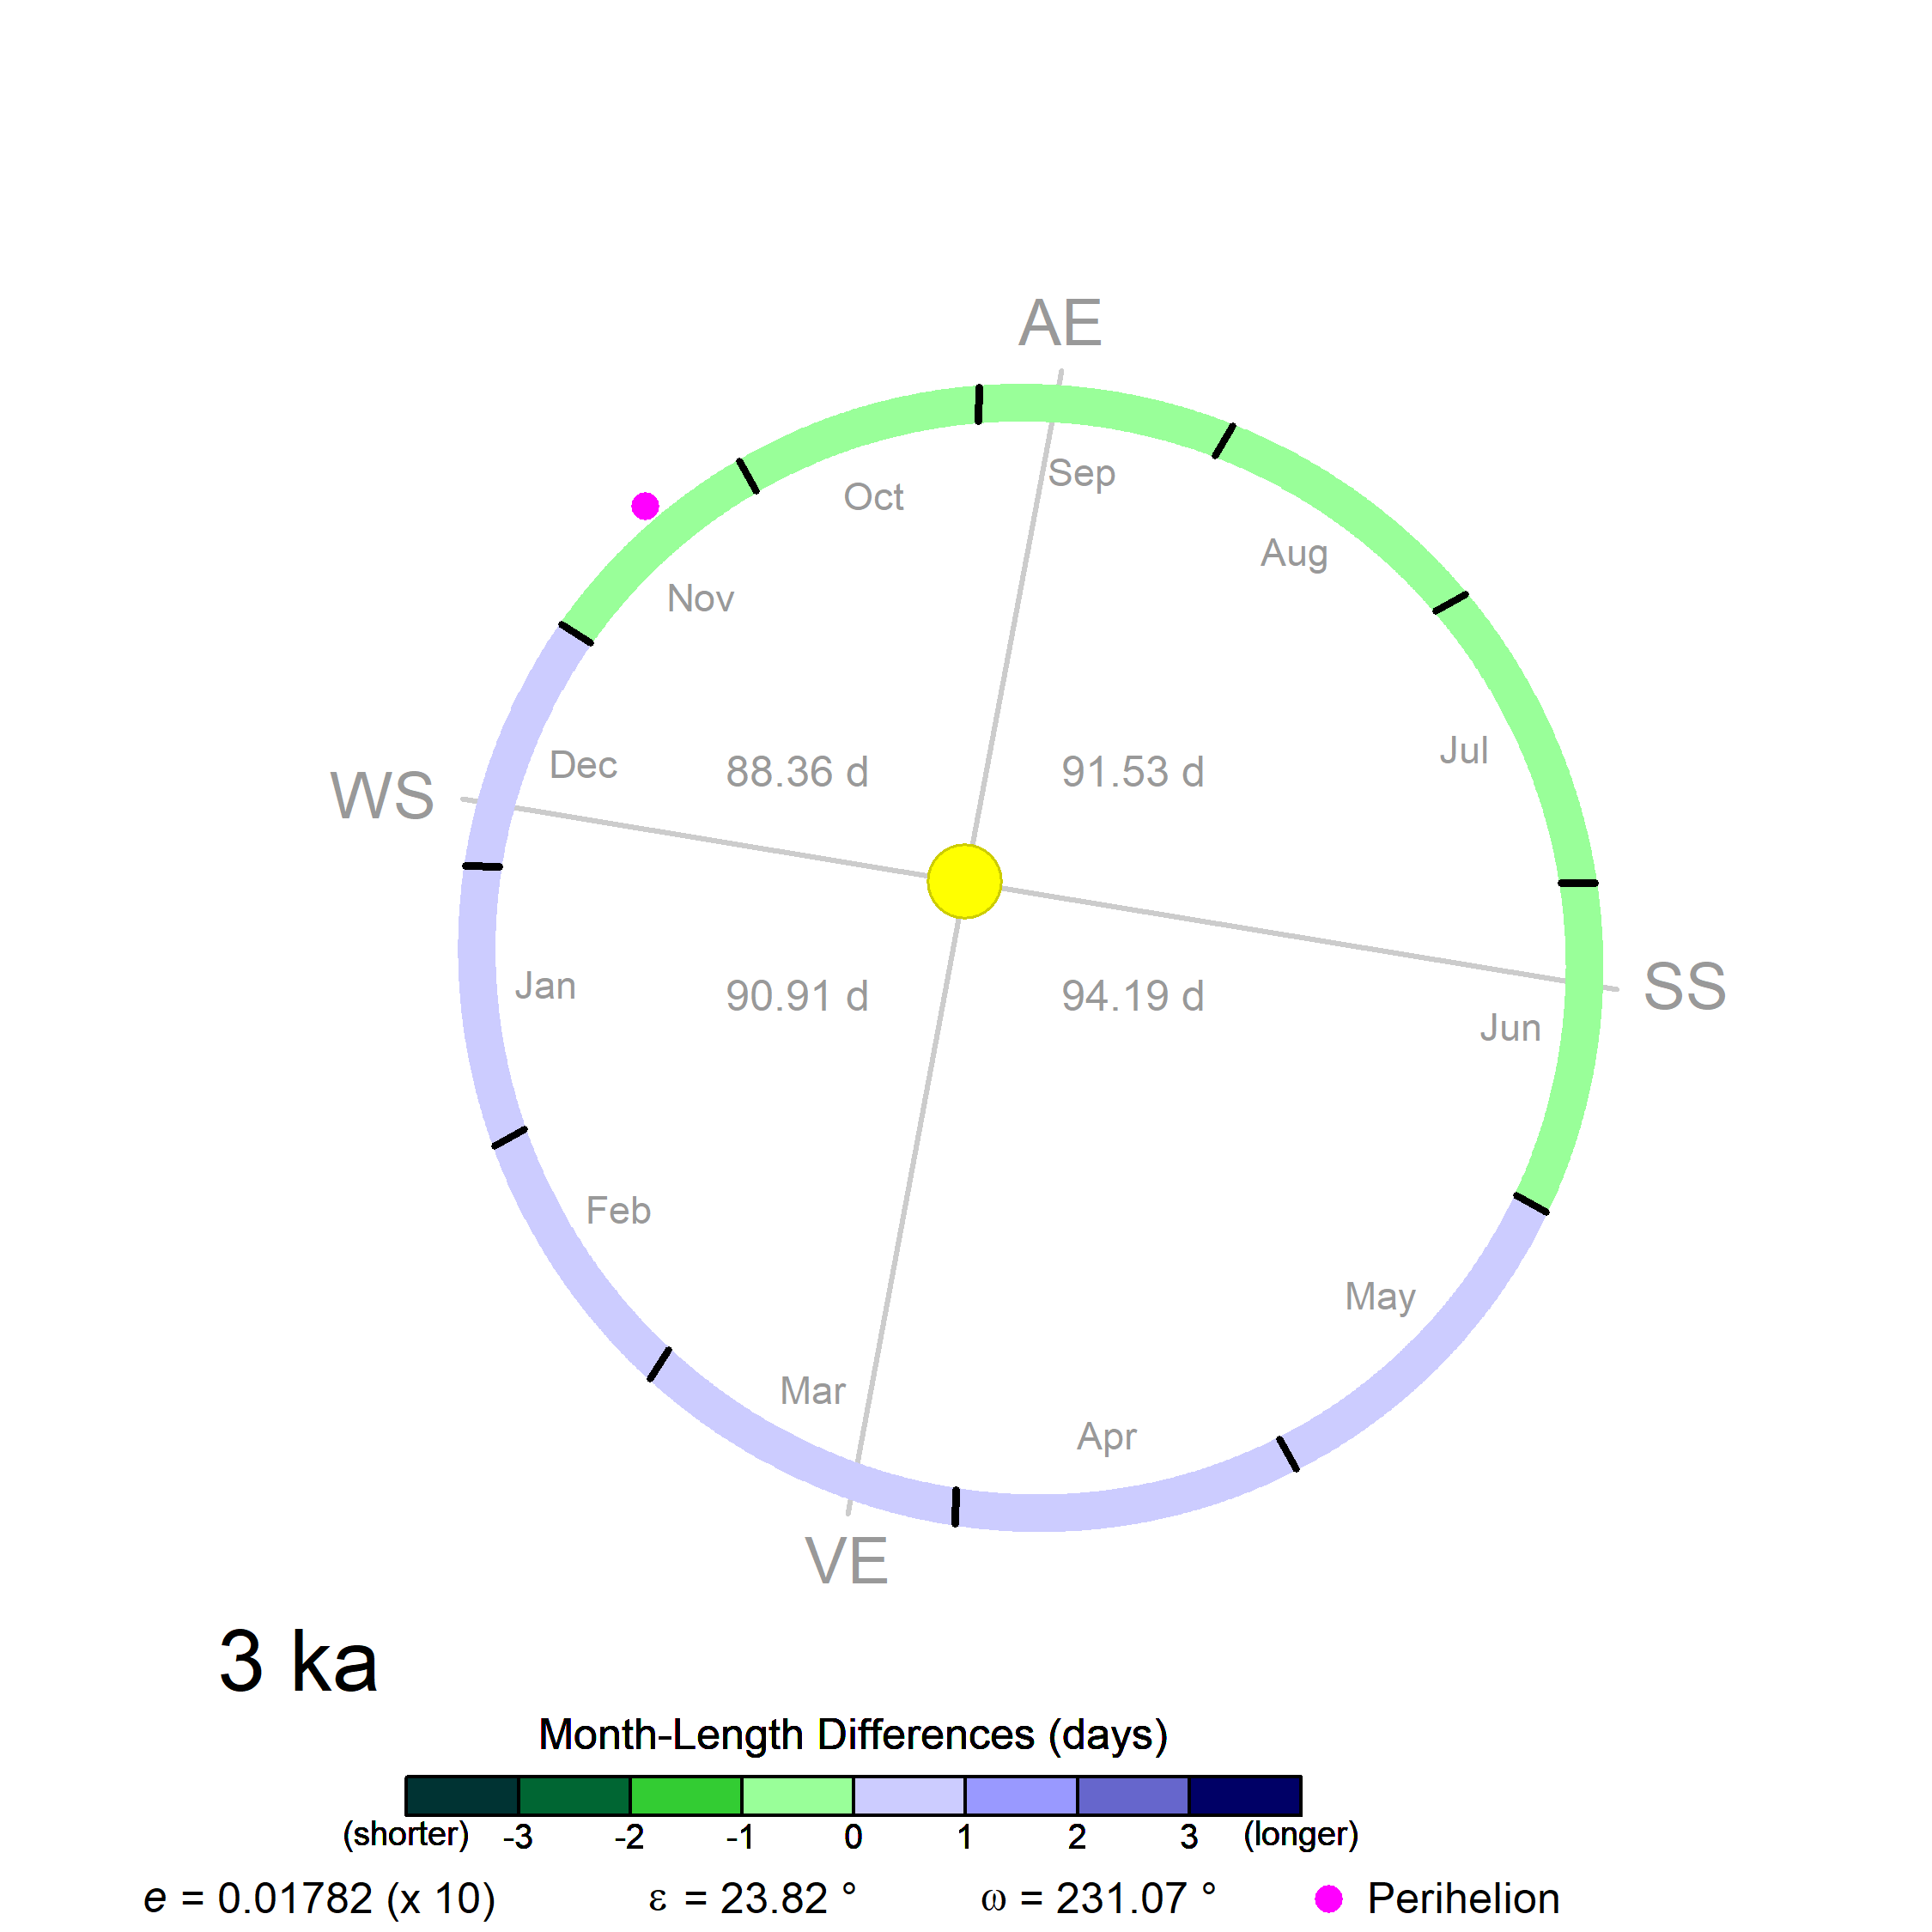 AE
Sep
Oct
Aug
Nov
Jul
Dec
88.36 d
91.53 d
WS
SS
Jan
90.91 d
94.19 d
Jun
Feb
May
Mar
Apr
VE
3 ka
Month-Length Differences (days)
(shorter) -3 -2 -1 0 1 2 3 (longer)
e = 0.01782 (x 10) ε = 23.82 ° ω = 231.07 ° Perihelion